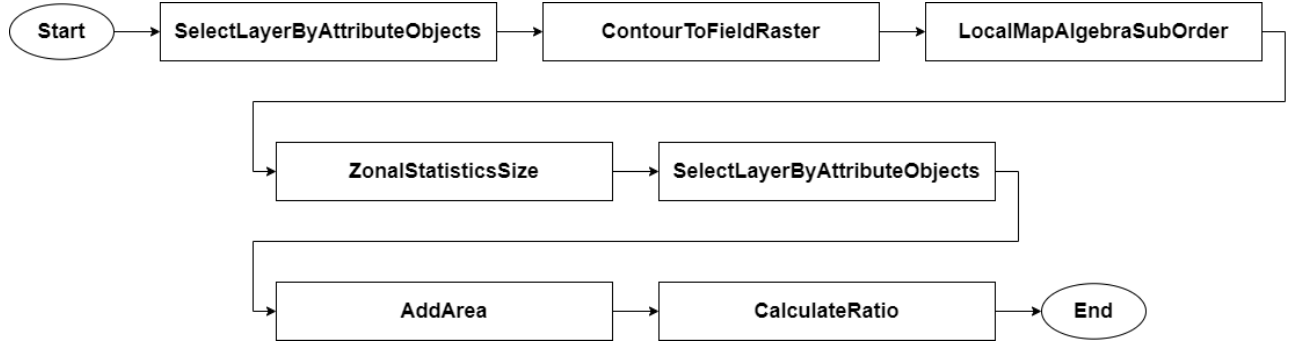 Start
SelectLayerByAttributeObjects
ContourToFieldRaster
LocalMapAlgebraSubOrder
ZonalStatisticsSize
SelectLayerByAttributeObjects
AddArea
CalculateRatio
End